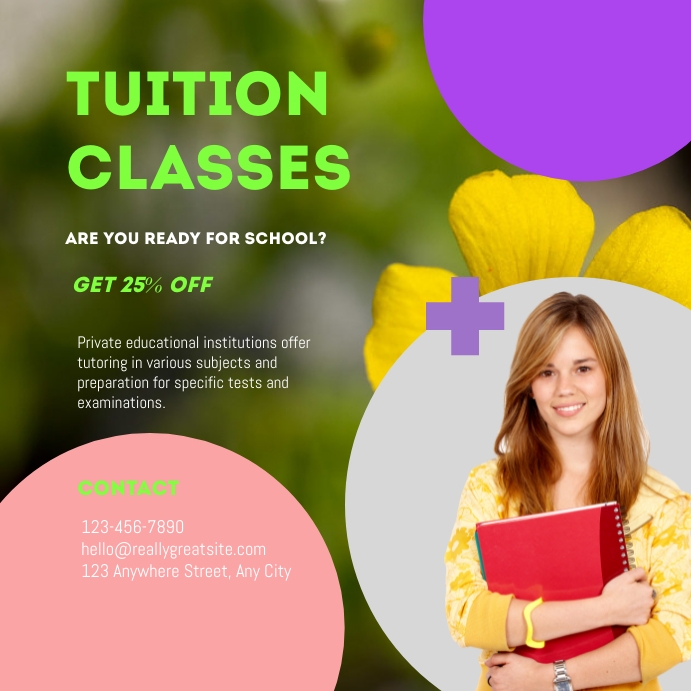 TUITION
CLASSES
ARE YOU READY FOR SCHOOL?
GET 25% OFF
Private educational institutions offer
tutoring in various subjects and
preparation for specific tests and
examinations.
CONTACT
123-456-7890
hello@reallygreatsite.com
123 Anywhere Street, Any City